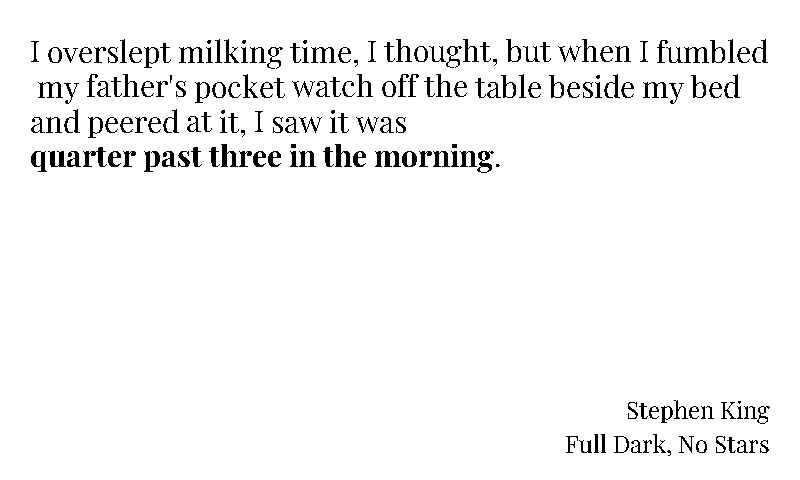 I overslept milking time, I thought, but when I fumbled
my father's pocket watch off the table beside my bed
and peered at it, I saw it was
quarter past three in the morning.
Stephen King
Full Dark, No Stars